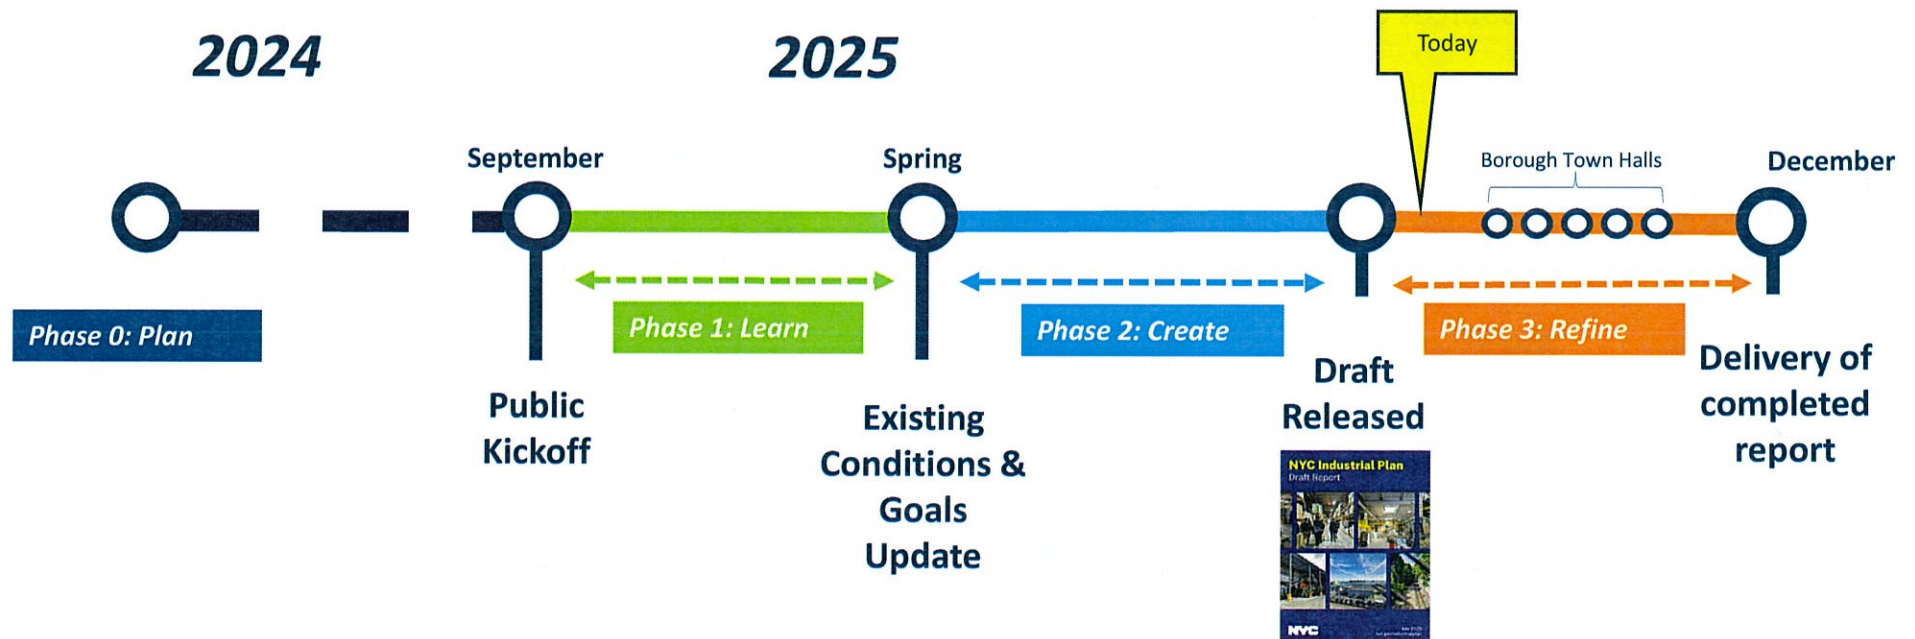 2024
2025
Today
September
Spring
Borough Town Halls
December
Phase 0: Plan
Phase 1: Learn
Phase 2: Create
Phase 3: Refine
Public
Kickoff
Existing
Conditions &
Goals
Update
Draft
Released
Delivery of
completed
report
NYC Industrial Plan
Draft Report
NYC